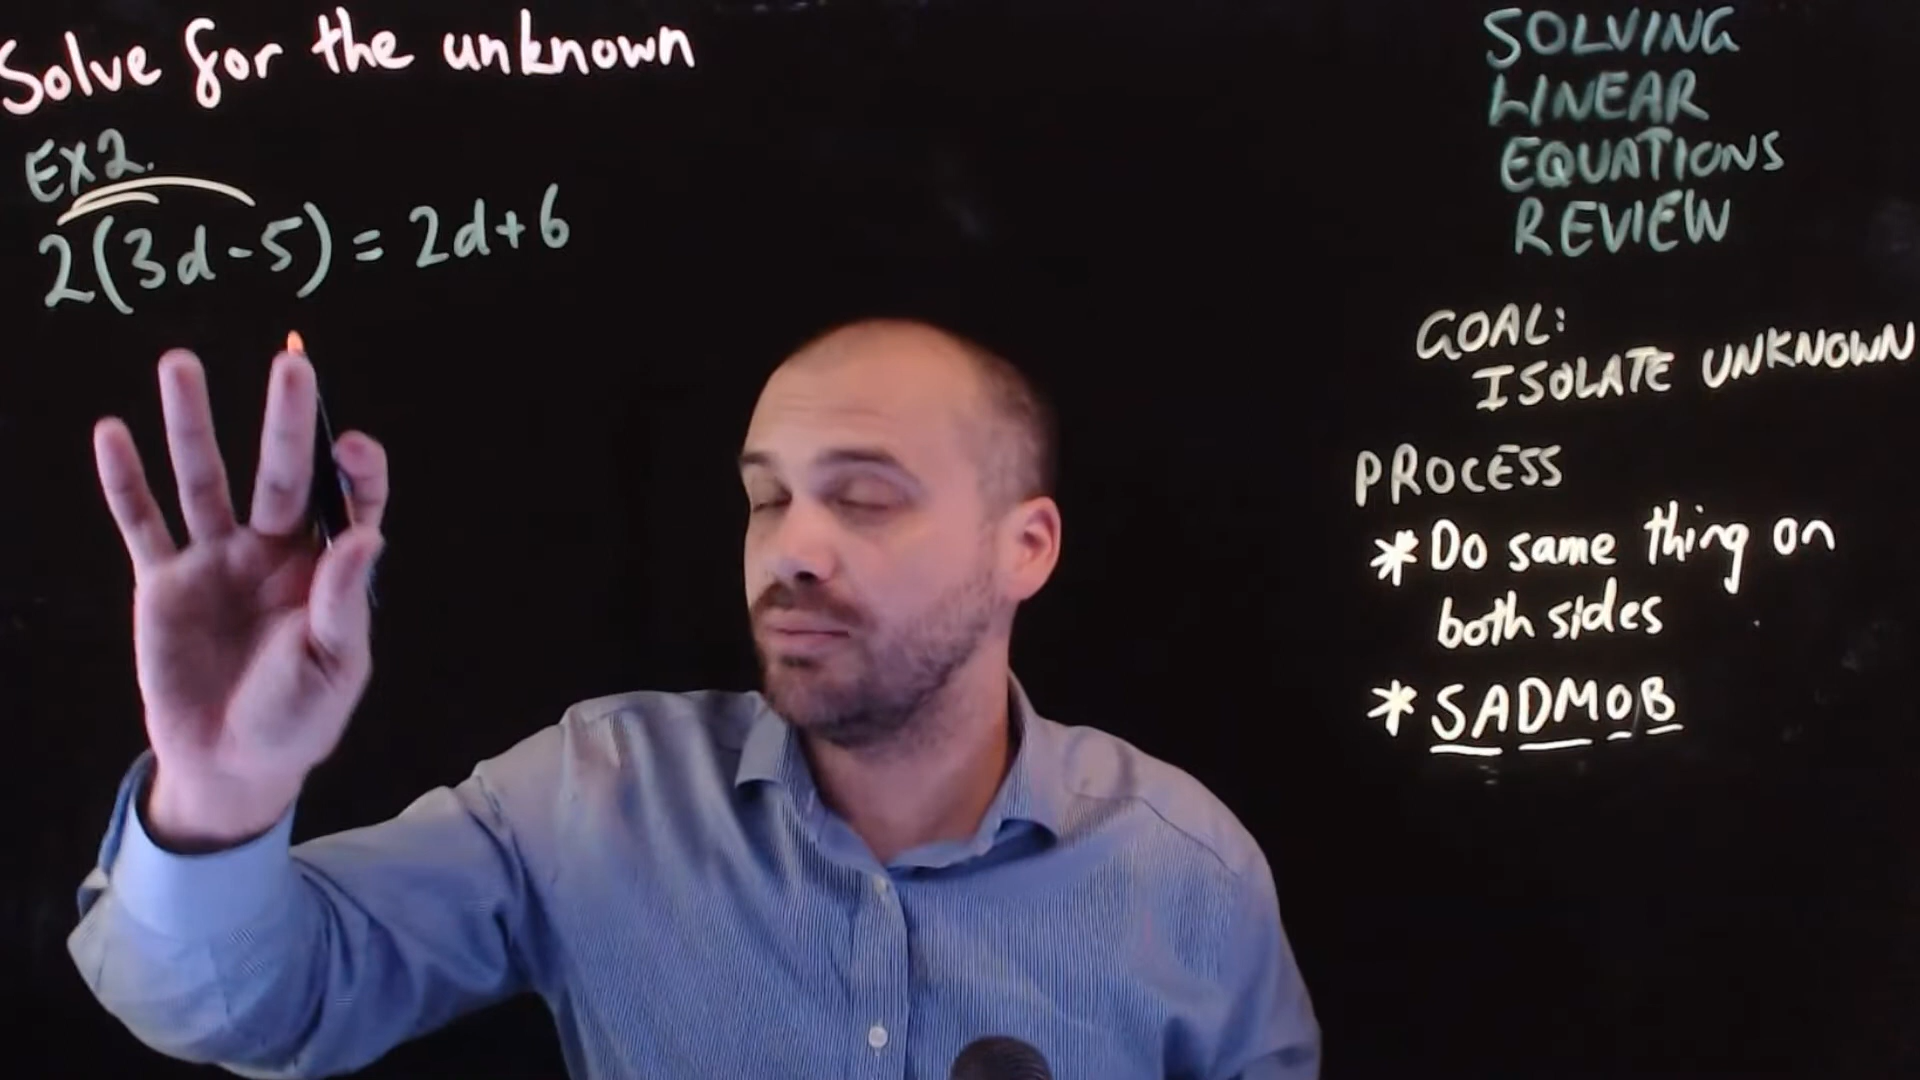 Solve for the unknown
EX2.
2(3d-5)=2d+6
SOLVING
LINEAR
EQUATIONS
REVIEW
GOAL:
ISOLATE UNKNOWN
PROCESS
* Do same thing on
both sides
* SADMOB